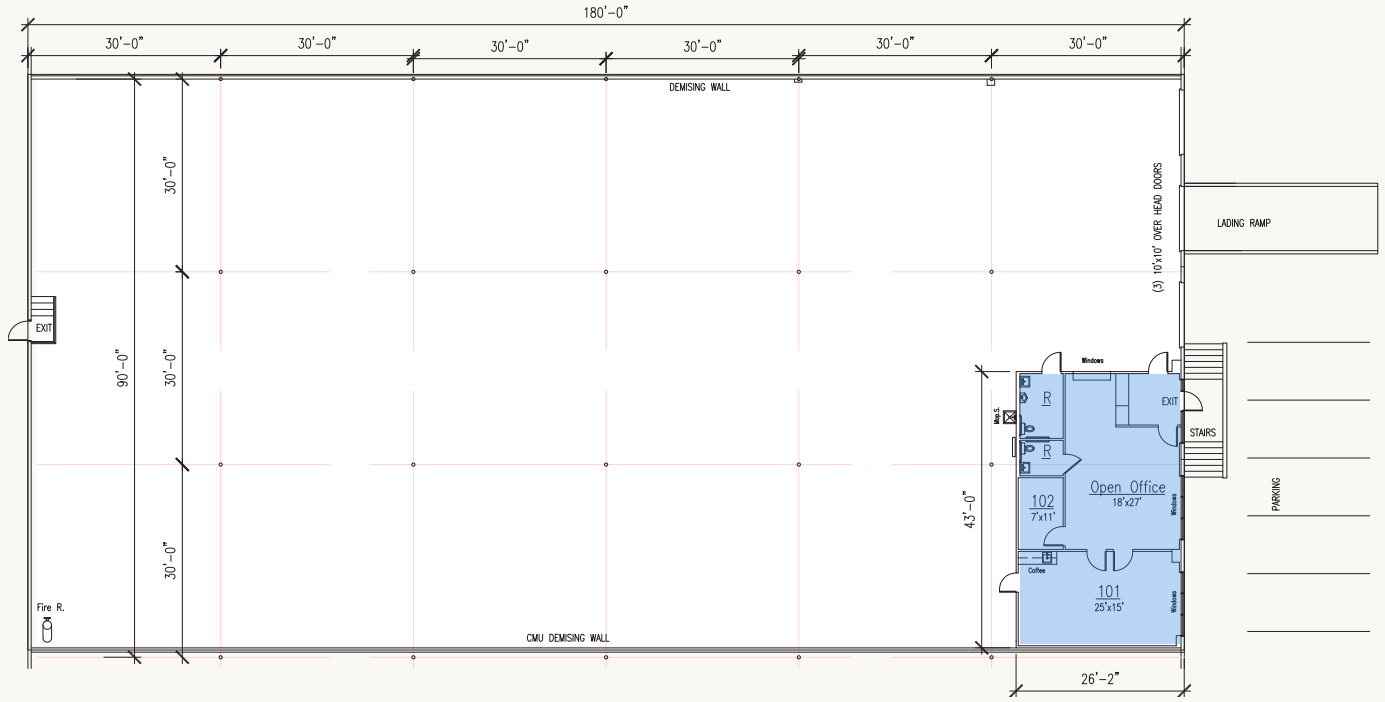 180'-0"
30'-0"
30'-0"
30'-0"
30'-0"
30'-0"
30'-0"
DEMISING WALL
30'-0"
(3) 10'x10' OVER HEAD DOORS
LADING RAMP
EXIT
90'-0"
30'-0"
Windows
R
EXIT
Mop.S.
STAIRS
R
Open Office
18'x27'
102
7'x11'
Windows
PARKING
43'-0"
30'-0"
Coffee
101
25'x15'
Windows
Fire R.
CMU DEMISING WALL
26'-2"